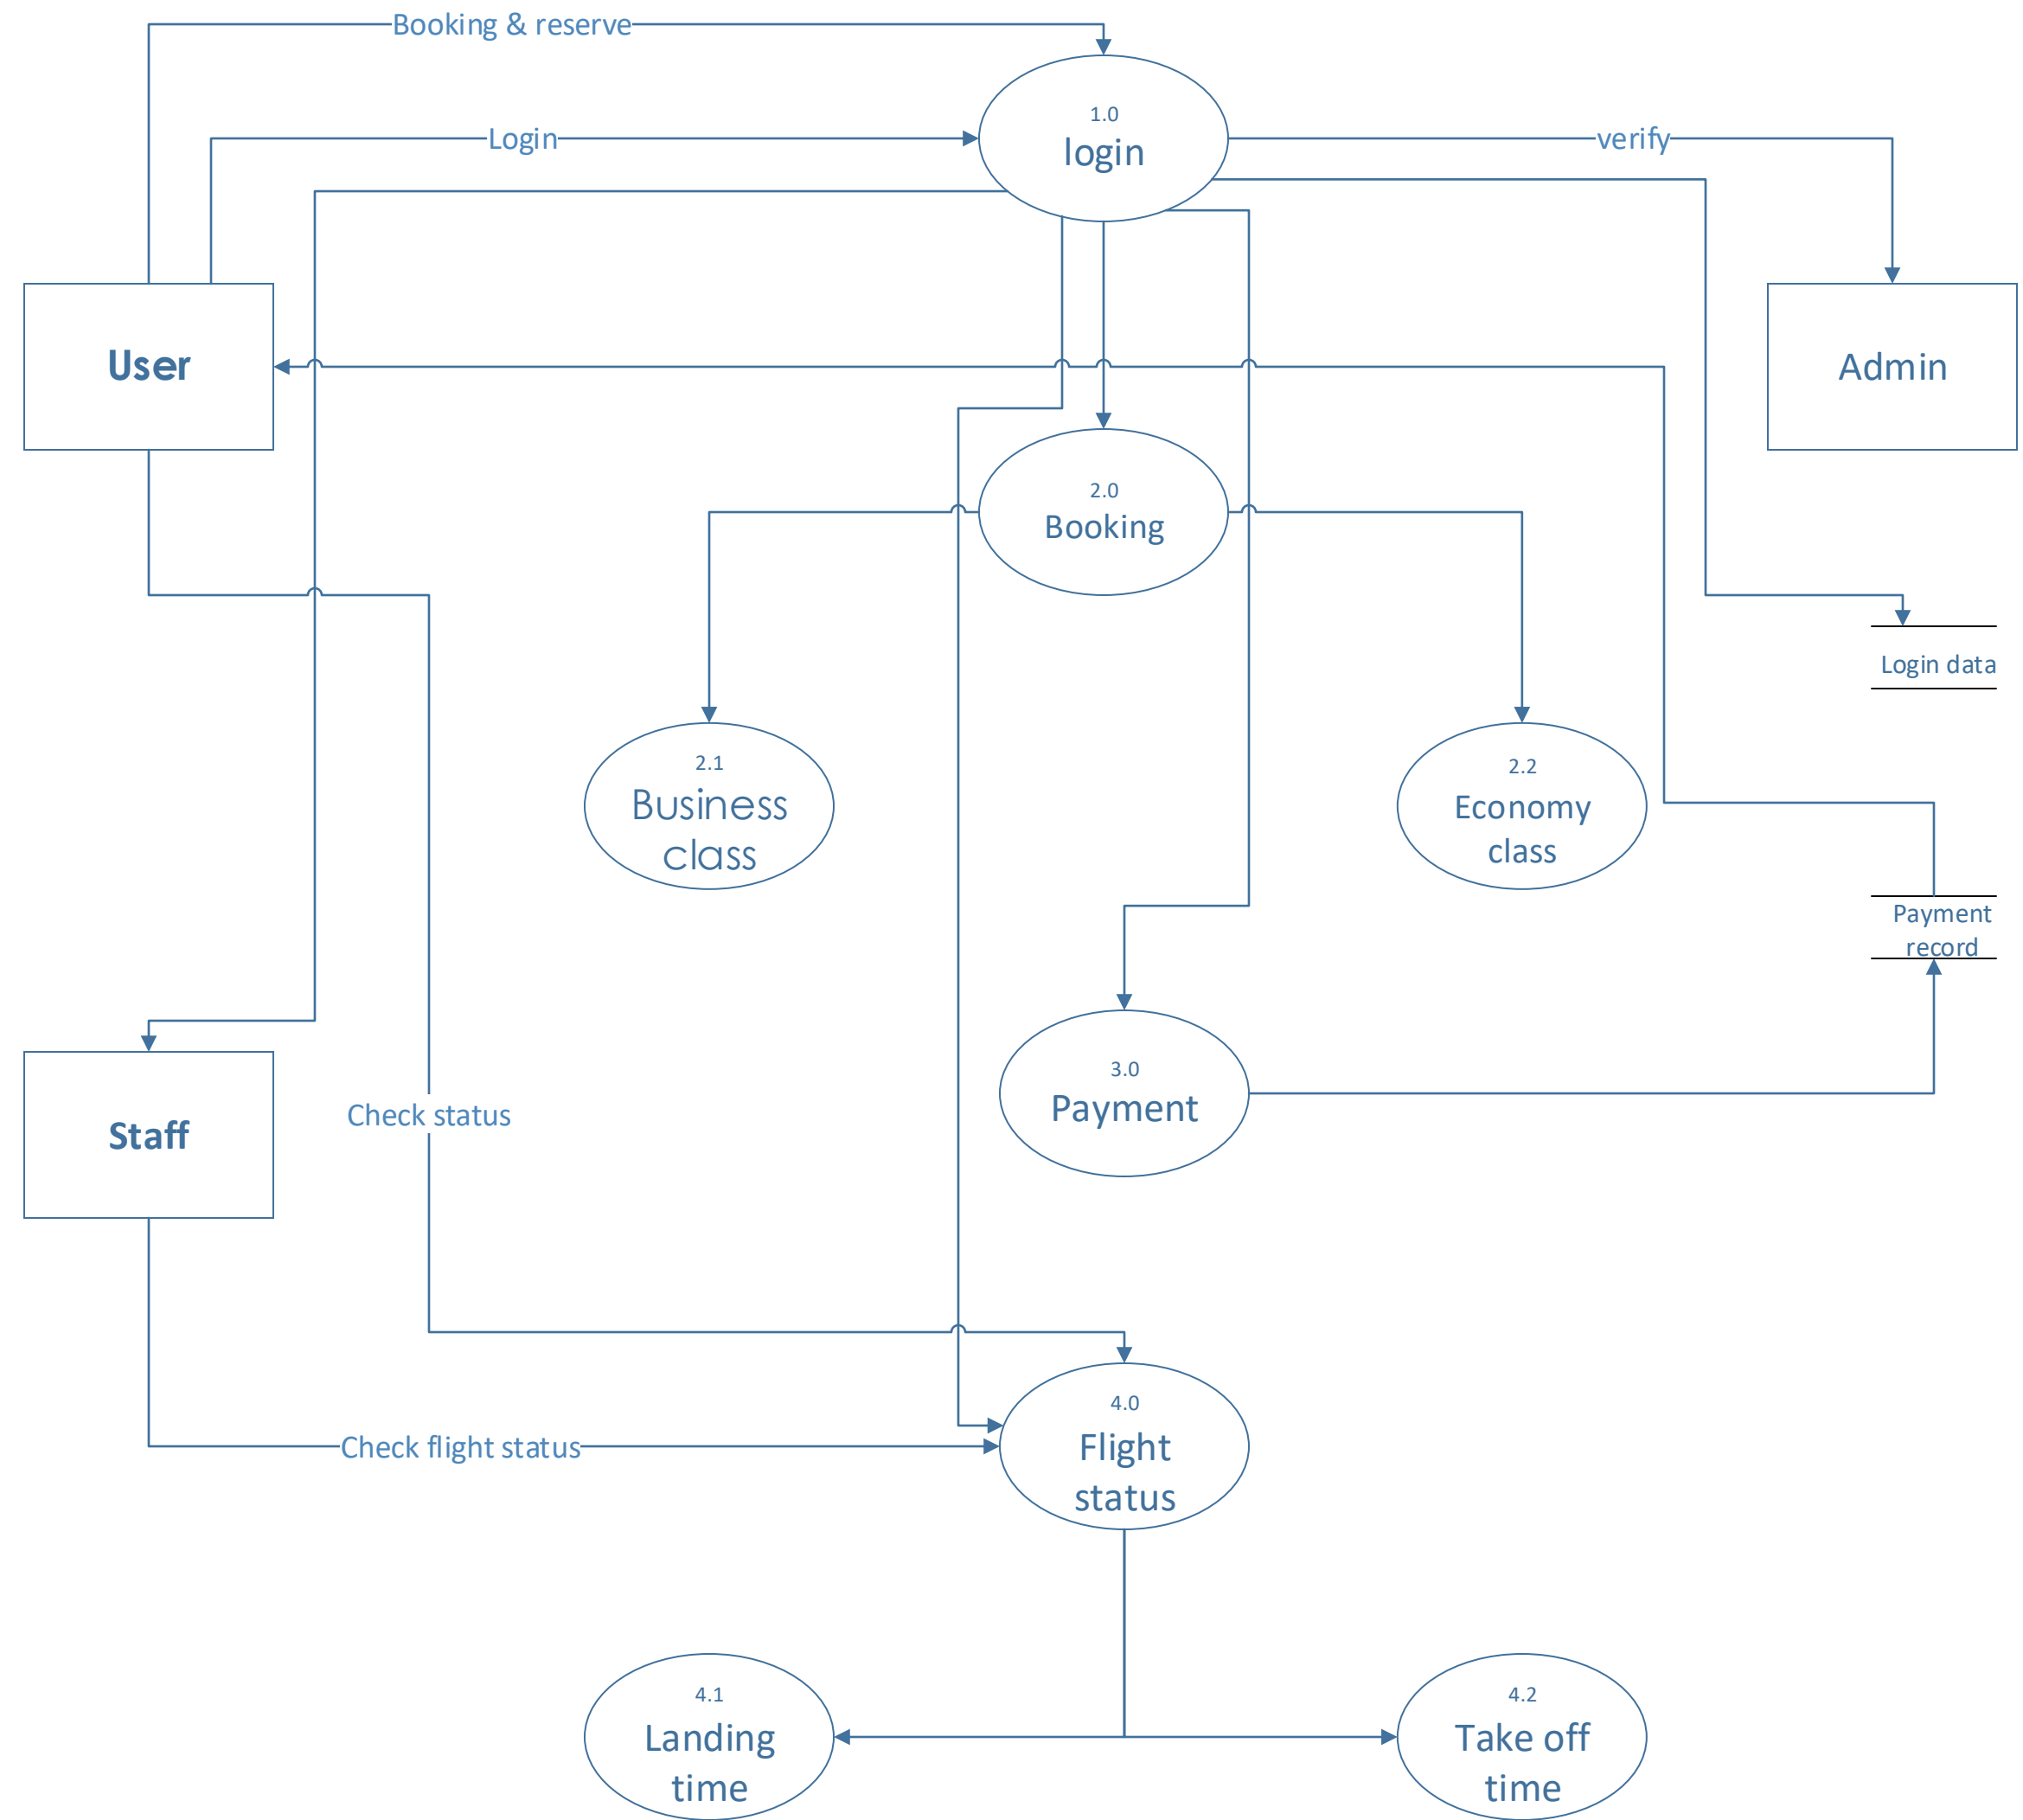 Booking & reserve
1.0
login
Login
verify
User
Admin
2.0
Booking
Login data
2.1
Business
class
2.2
Economy
class
Payment
record
3.0
Payment
Check status
Staff
4.0
Flight
status
Check flight status
4.1
Landing
time
4.2
Take off
time